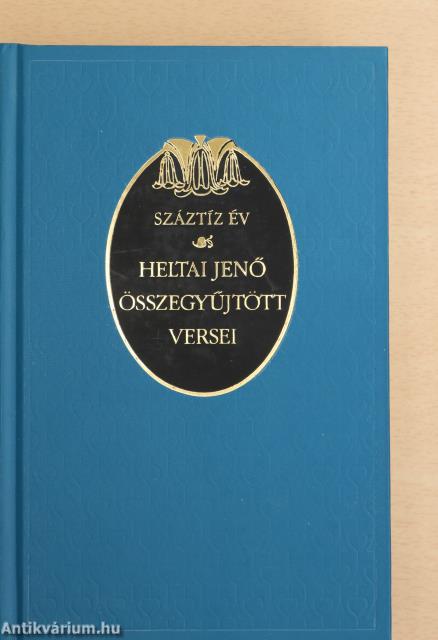 SZÁZTÍZ ÉV
HELTAI JENŐ
ÖSSZEGYŰJTÖTT
VERSEI
Antikvárium.hu